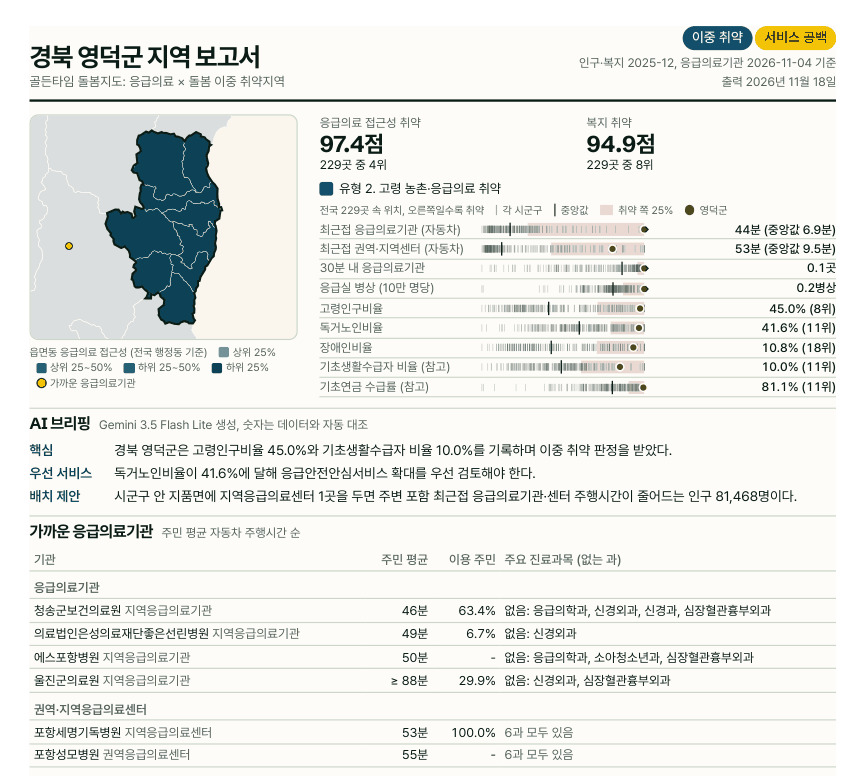 이중 취약 서비스 공백
경북 영덕군 지역 보고서
인구·복지 2025-12, 응급의료기관 2026-11-04 기준
골든타임 돌봄지도: 응급의료 × 돌봄 이중 취약지역
출력 2026년 11월 18일
응급의료 접근성 취약
97.4점
229곳 중 4위
복지 취약
94.9점
229곳 중 8위
유형 2. 고령 농촌·응급의료 취약
전국 229곳 속 위치, 오른쪽일수록 취약 각 시군구 중앙값 취약 쪽 25% 영덕군
최근접 응급의료기관 (자동차) 44분 (중앙값 6.9분)
최근접 권역·지역센터 (자동차) 53분 (중앙값 9.5분)
30분 내 응급의료기관 0.1곳
응급실 병상 (10만 명당) 0.2병상
고령인구비율 45.0% (8위)
독거노인비율 41.6% (11위)
장애인비율 10.8% (18위)
기초생활수급자 비율 (참고) 10.0% (11위)
기초연금 수급률 (참고) 81.1% (11위)
읍면동 응급의료 접근성 (전국 행정동 기준) 상위 25%
상위 25~50% 하위 25~50% 하위 25%
가까운 응급의료기관
AI 브리핑 Gemini 3.5 Flash Lite 생성, 숫자는 데이터와 자동 대조
핵심 경북 영덕군은 고령인구비율 45.0%와 기초생활수급자 비율 10.0%를 기록하며 이중 취약 판정을 받았다.
우선 서비스 독거노인비율이 41.6%에 달해 응급안전안심서비스 확대를 우선 검토해야 한다.
배치 제안 시군구 안 지품면에 지역응급의료센터 1곳을 두면 주변 포함 최근접 응급의료기관·센터 주행시간이 줄어드는 인구 81,468명이다.
가까운 응급의료기관 주민 평균 자동차 주행시간 순
기관 주민 평균 이용 주민 주요 진료과목 (없는 과)
응급의료기관
청송군보건의료원 지역응급의료기관 46분 63.4% 없음: 응급의학과, 신경외과, 신경과, 심장혈관흉부외과
의료법인은성의료재단좋은선린병원 지역응급의료기관 49분 6.7% 없음: 신경외과
에스포항병원 지역응급의료기관 50분 - 없음: 응급의학과, 소아청소년과, 심장혈관흉부외과
울진군의료원 지역응급의료기관 ≥ 88분 29.9% 없음: 신경외과, 심장혈관흉부외과
권역·지역응급의료센터
포항세명기독병원 지역응급의료센터 53분 100.0% 6과 모두 있음
포항성모병원 권역응급의료센터 55분 - 6과 모두 있음